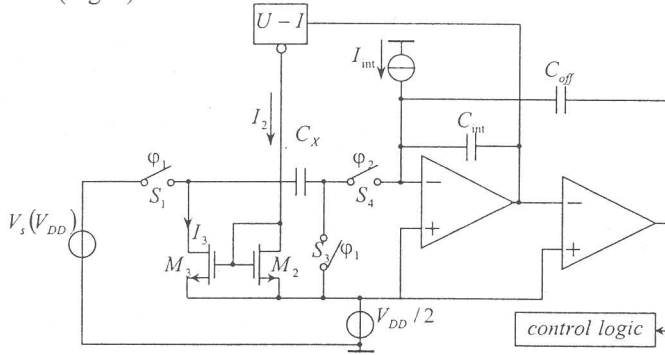 U − I
I_int
C_off
I_2
C_X
C_int
φ_1
φ_2
S_1
S_4
−
−
V_s(V_DD)
I_3
S_3
φ_1
+
+
M_3
M_2
V_DD / 2
control logic